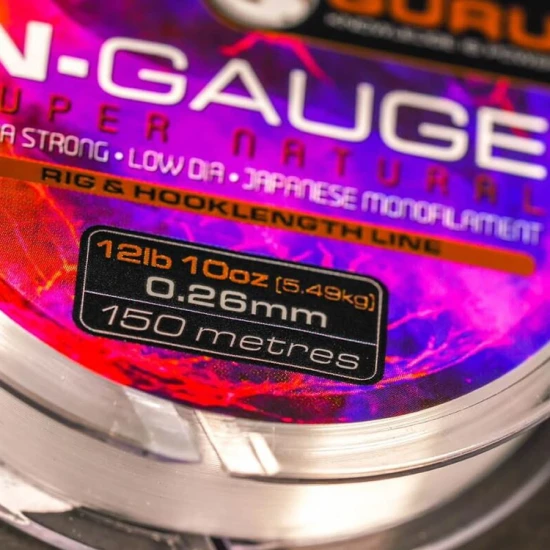 GURU
N-GAUGE
UPER NATURAL
A STRONG • LOW DIA • JAPANESE MONOFILAMENT
RIG & HOOKLENGTH LINE
12lb 10oz [5.49kg]
0.26mm
150 metres